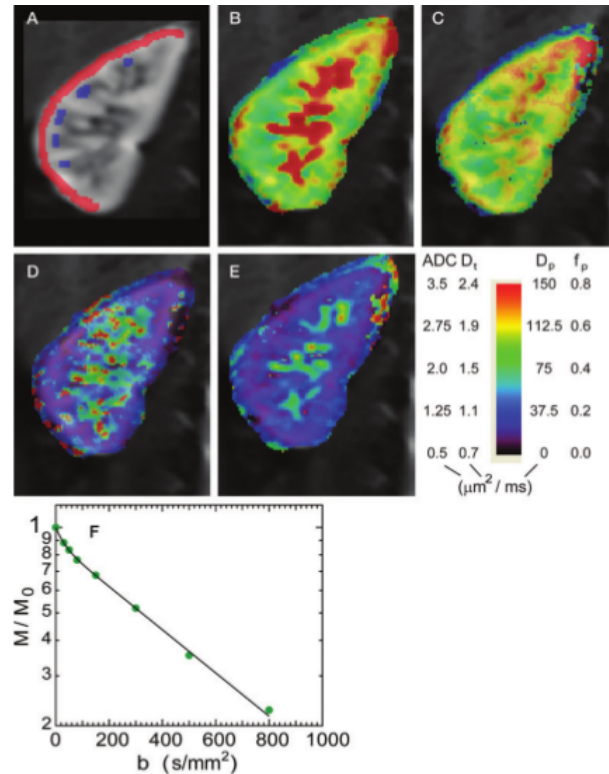 A
B
C
D
E
ADC Dt Dp fp
3.5 2.4 150 0.8
2.75 1.9 112.5 0.6
2.0 1.5 75 0.4
1.25 1.1 37.5 0.2
0.5 0.7 0 0.0
(μm²/ms)
F
1
9
8
7
6
5
4
3
2
M/M₀
0 200 400 600 800 1000
b (s/mm²)